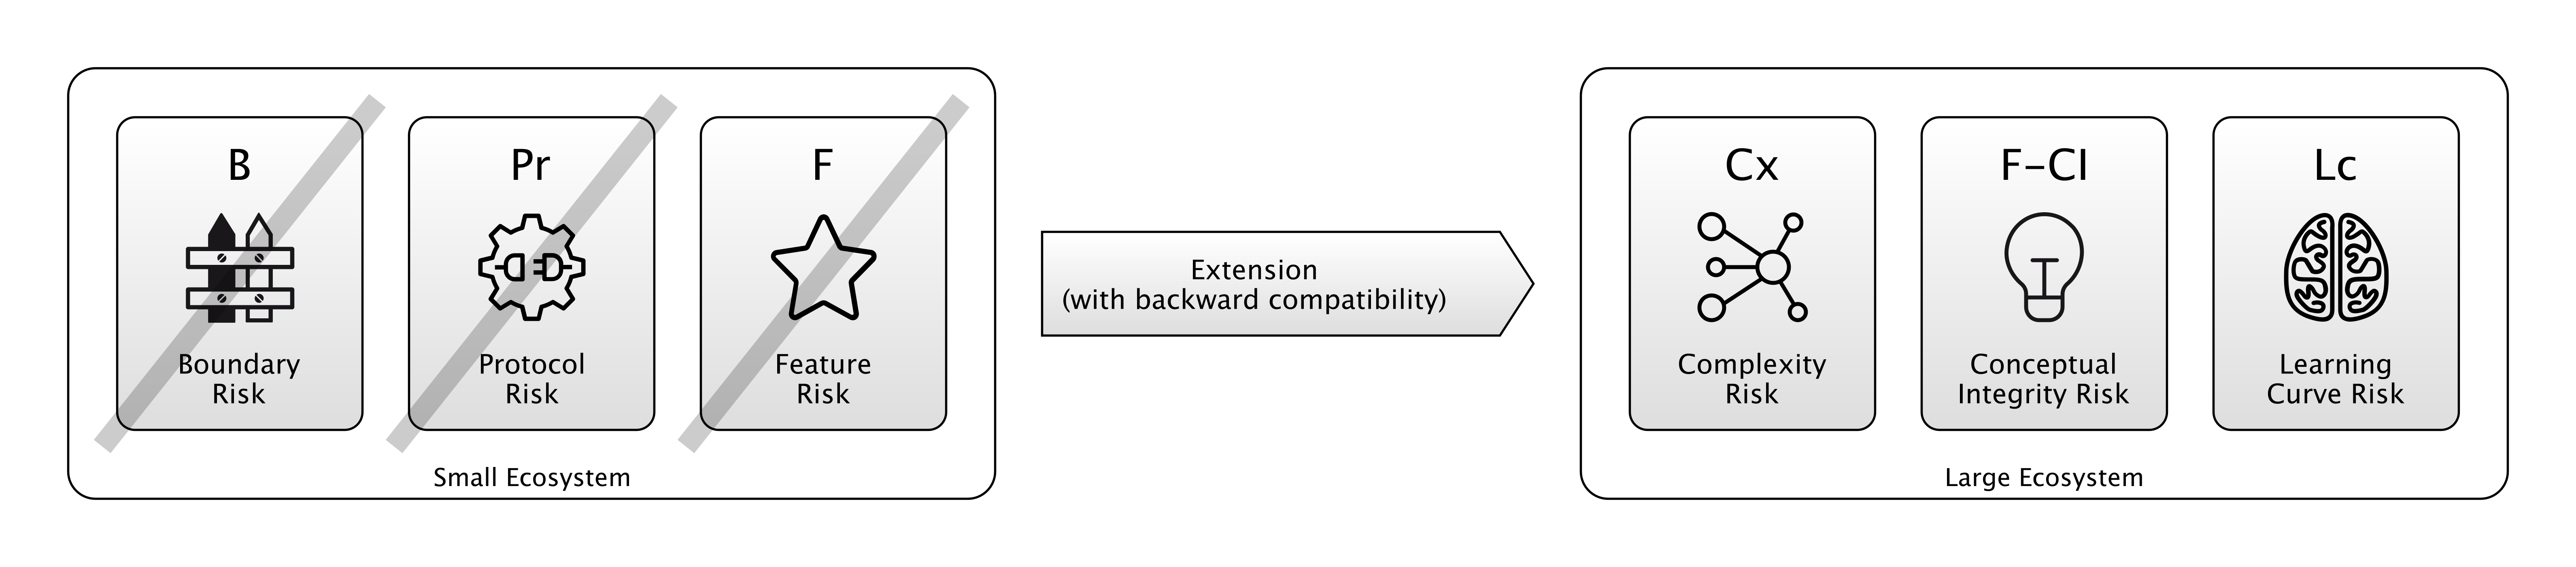 B
Boundary
Risk
Pr
Protocol
Risk
F
Feature
Risk
Small Ecosystem
Extension
(with backward compatibility)
Cx
Complexity
Risk
F–CI
Conceptual
Integrity Risk
Lc
Learning
Curve Risk
Large Ecosystem